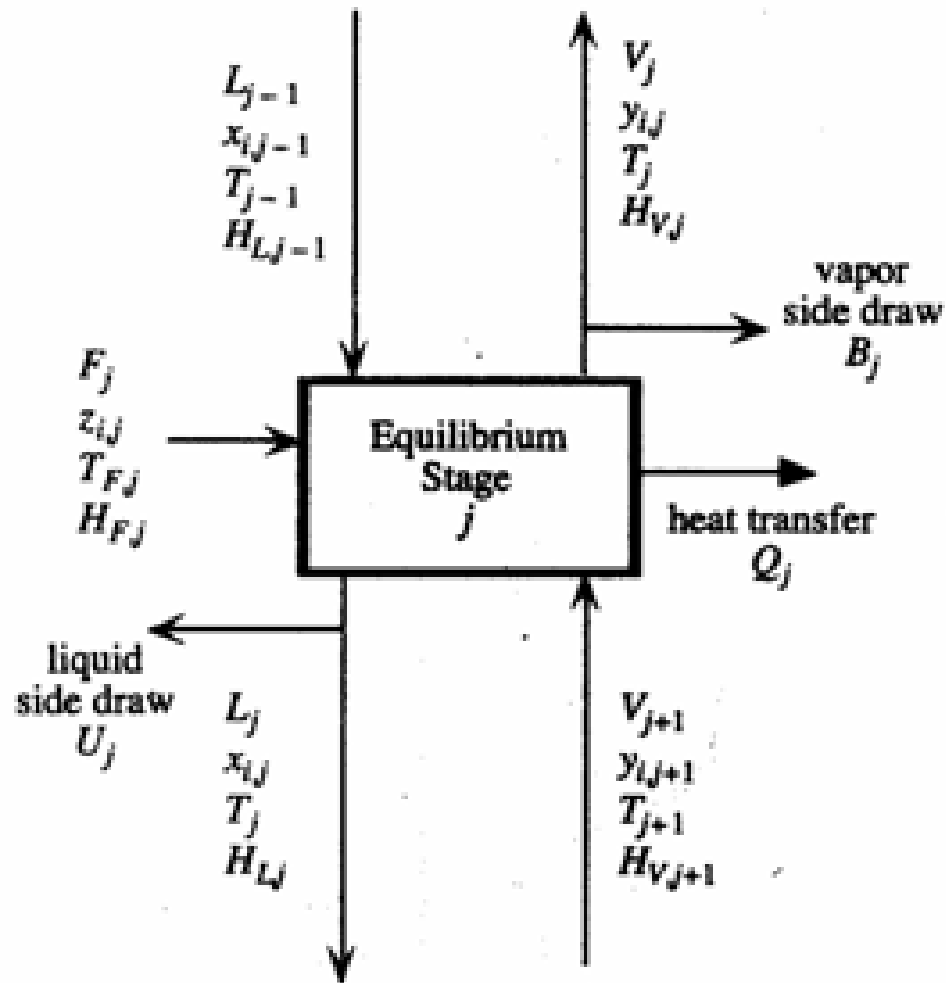 L_{j-1}
x_{i,j-1}
T_{j-1}
H_{L,j-1}
V_j
y_{i,j}
T_j
H_{V,j}
vapor
side draw
B_j
F_j
z_{i,j}
T_{F,j}
H_{F,j}
Equilibrium
Stage
j
heat transfer
Q_j
liquid
side draw
U_j
L_j
x_{i,j}
T_j
H_{L,j}
V_{j+1}
y_{i,j+1}
T_{j+1}
H_{V,j+1}